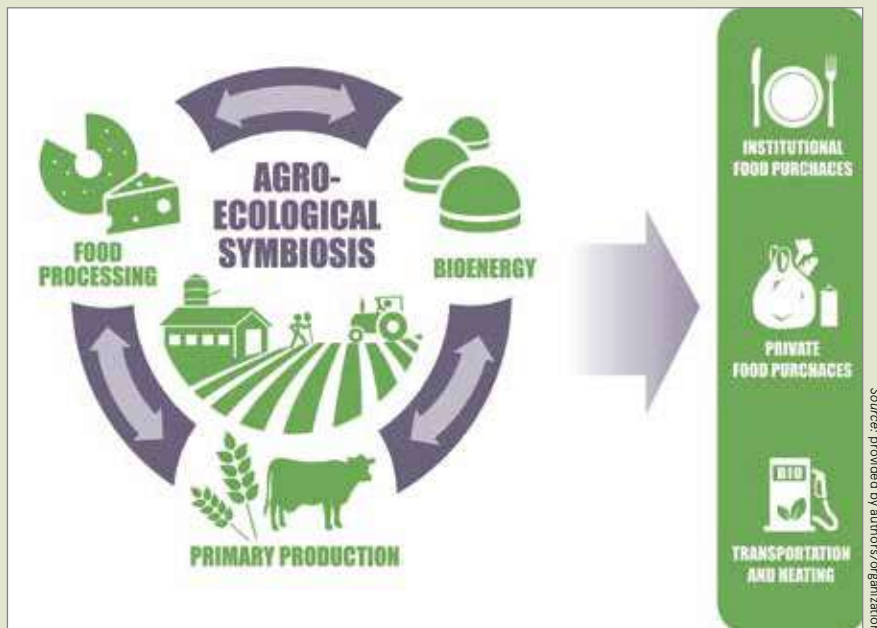 AGRO-
ECOLOGICAL
SYMBIOSIS
FOOD
PROCESSING
BIOENERGY
PRIMARY PRODUCTION
INSTITUTIONAL
FOOD PURCHACES
PRIVATE
FOOD PURCHACES
BIO
TRANSPORTATION
AND HEATING
Source: provided by authors/organization